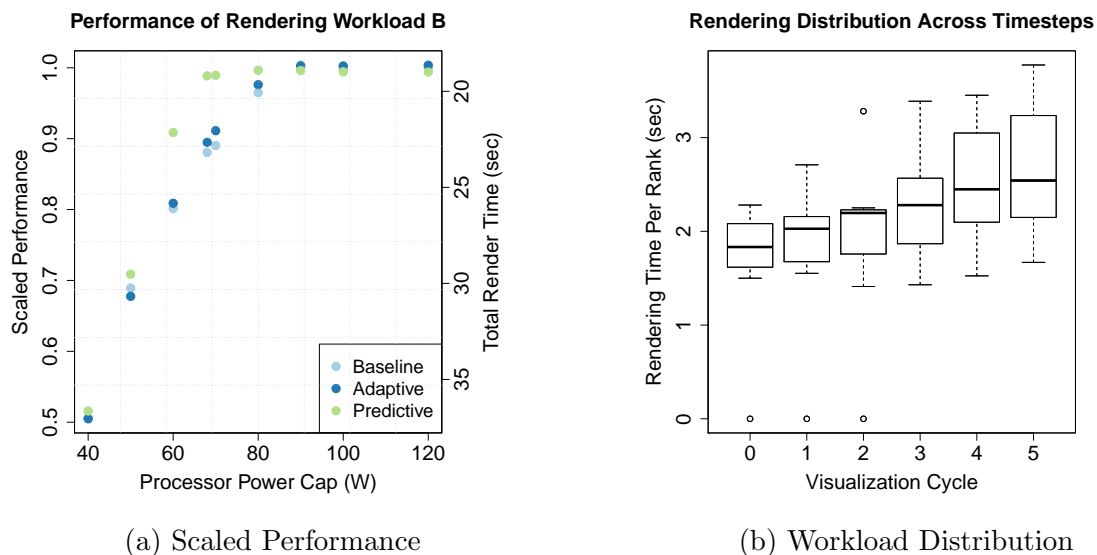 Performance of Rendering Workload B
Scaled Performance
1.0
0.9
0.8
0.7
0.6
0.5
40 60 80 100 120
Processor Power Cap (W)
20
25
30
35
Total Render Time (sec)
Baseline
Adaptive
Predictive
(a) Scaled Performance
Rendering Distribution Across Timesteps
Rendering Time Per Rank (sec)
3
2
1
0
0 1 2 3 4 5
Visualization Cycle
(b) Workload Distribution